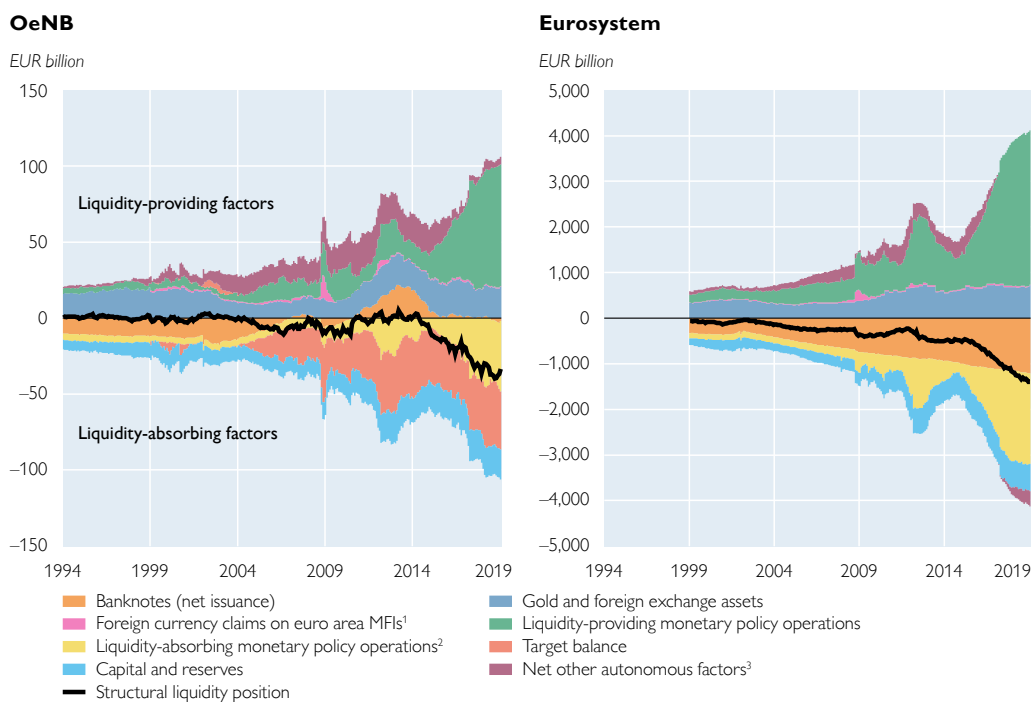 OeNB
EUR billion
150
100
50
0
–50
–100
–150
Liquidity-providing factors
Liquidity-absorbing factors
1994 1999 2004 2009 2014 2019
Eurosystem
EUR billion
5,000
4,000
3,000
2,000
1,000
0
–1,000
–2,000
–3,000
–4,000
–5,000
1994 1999 2004 2009 2014 2019
Banknotes (net issuance)
Foreign currency claims on euro area MFIs¹
Liquidity-absorbing monetary policy operations²
Capital and reserves
Structural liquidity position
Gold and foreign exchange assets
Liquidity-providing monetary policy operations
Target balance
Net other autonomous factors³